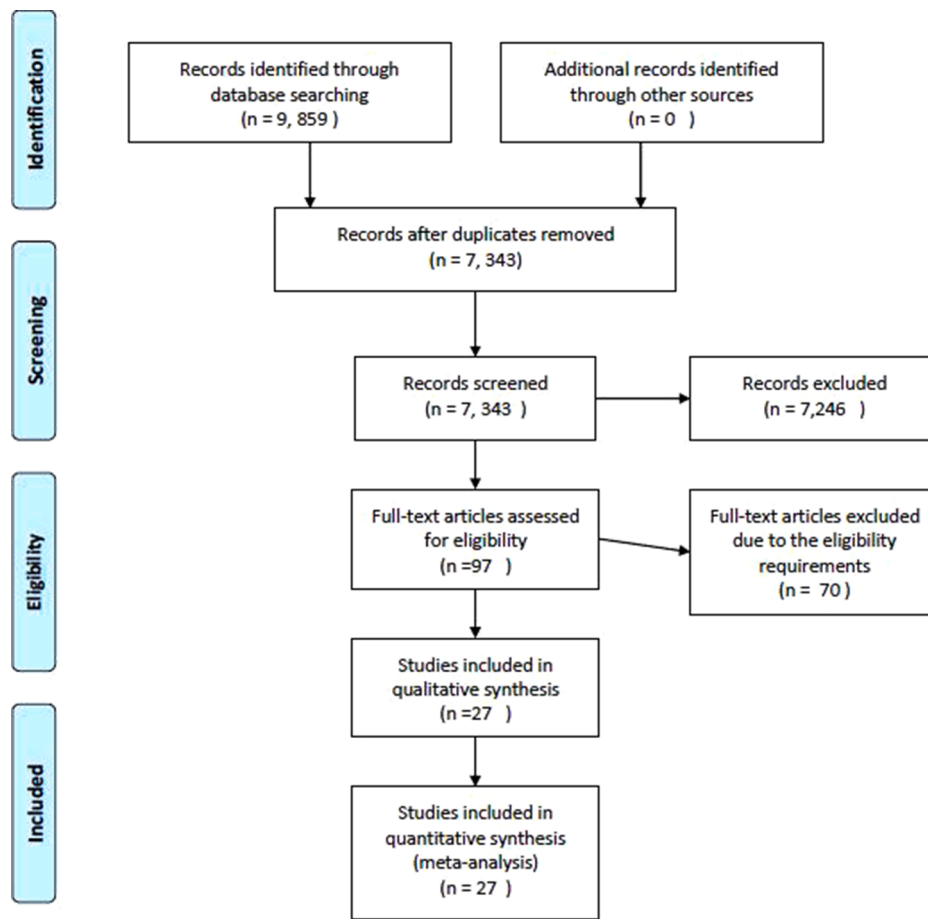 Identification
Records identified through
database searching
(n = 9, 859 )
Additional records identified
through other sources
(n = 0 )
Records after duplicates removed
(n = 7, 343)
Screening
Records screened
(n = 7, 343 )
Records excluded
(n = 7,246 )
Eligibility
Full-text articles assessed
for eligibility
(n =97 )
Full-text articles excluded
due to the eligibility
requirements
(n = 70 )
Studies included in
qualitative synthesis
(n =27 )
Included
Studies included in
quantitative synthesis
(meta-analysis)
(n = 27 )